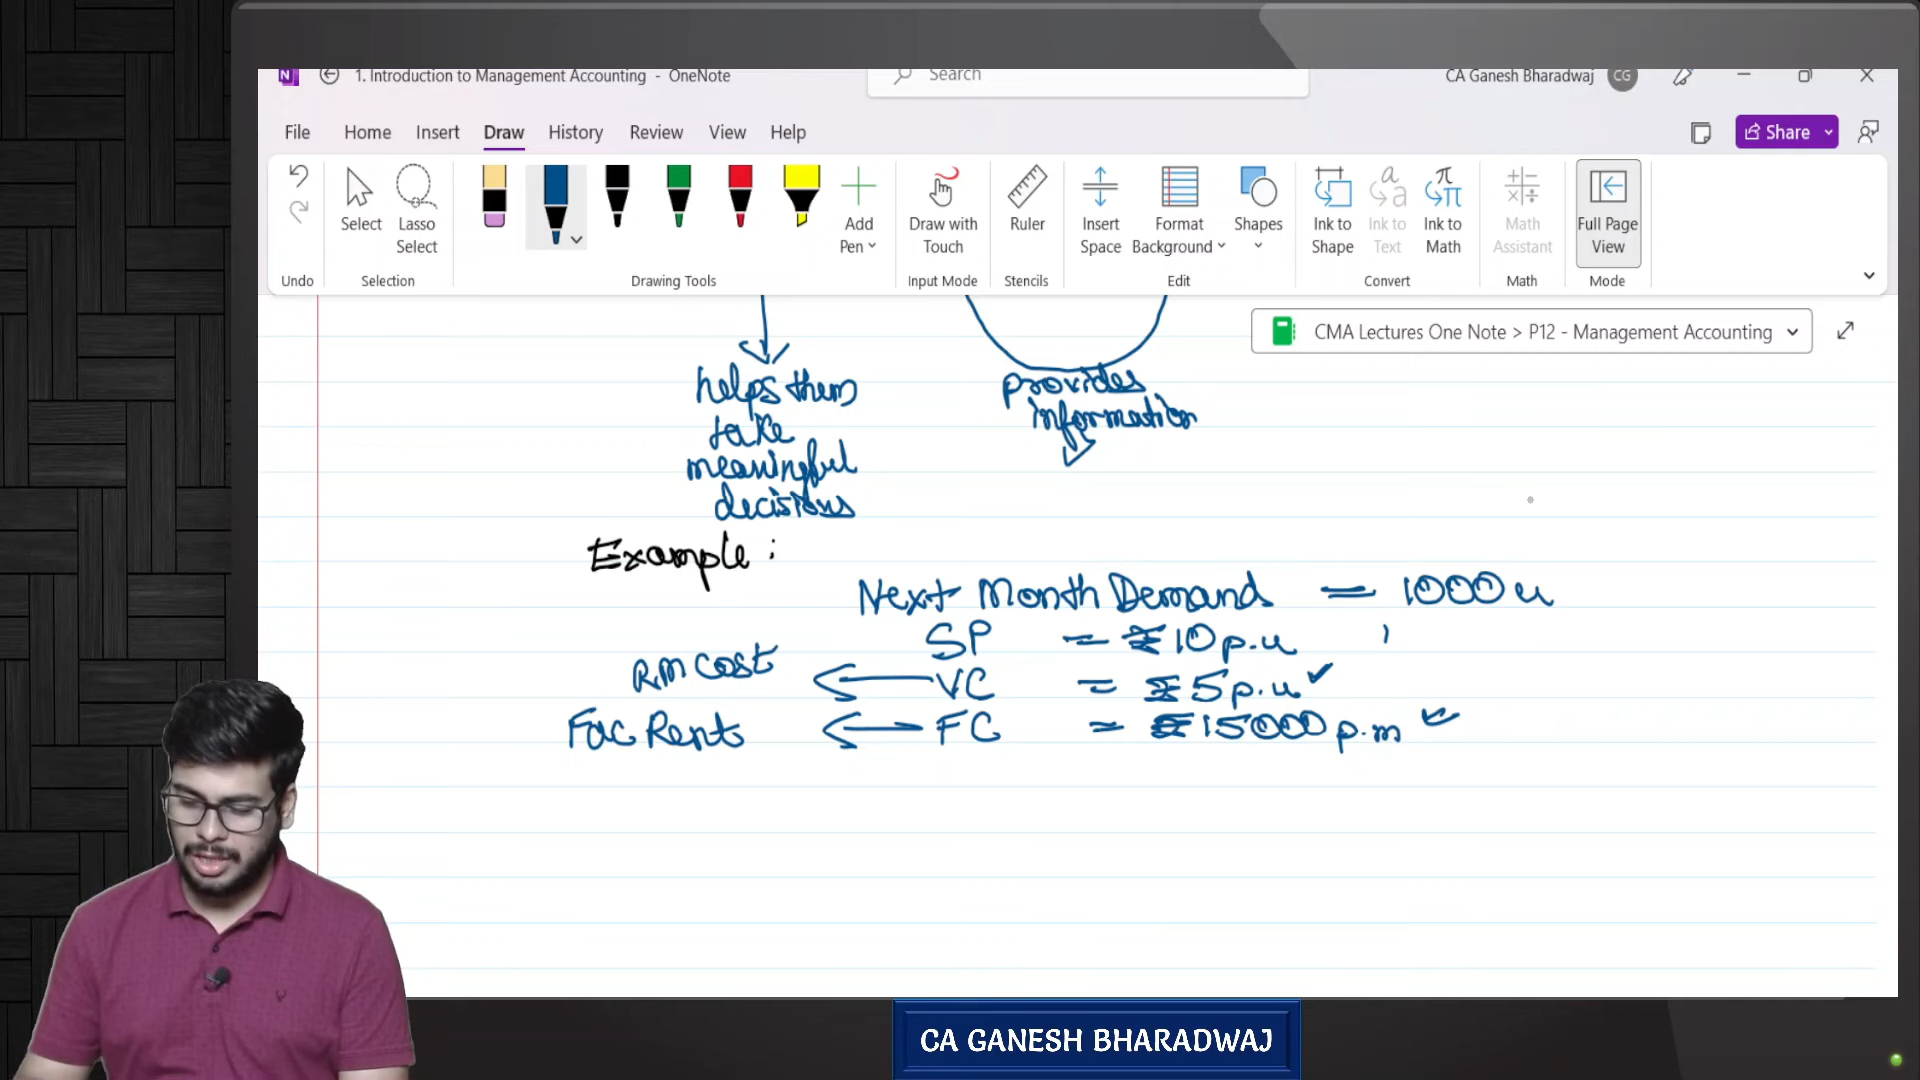 1. Introduction to Management Accounting - OneNote
Search
CA Ganesh Bharadwaj CG
File Home Insert Draw History Review View Help
Share
Undo
Select
Lasso Select
Selection
Drawing Tools
Add Pen
Draw with Touch
Input Mode
Ruler
Stencils
Insert Space
Format Background
Shapes
Edit
Ink to Shape
Ink to Text
Ink to Math
Convert
Math Assistant
Math
Full Page View
Mode
CMA Lectures One Note > P12 - Management Accounting
helps them
take
meaningful
decisions
provides
information
Example :
Next Month Demand = 1000 u
SP = ₹10 p.u
RM Cost ← VC = ₹5 p.u ✓
Fac Rent ← FC = ₹15000 p.m ✓
CA GANESH BHARADWAJ